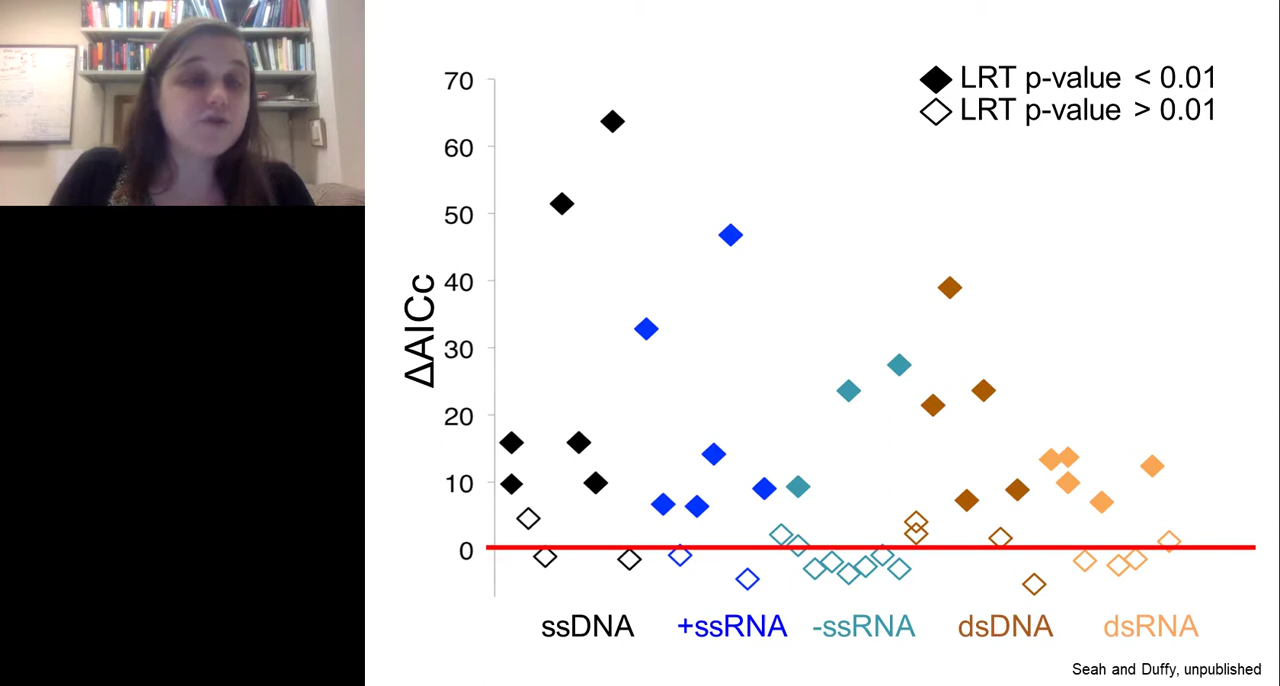 LRT p-value < 0.01
LRT p-value > 0.01
70
60
50
40
30
20
10
0
ΔAICc
ssDNA
+ssRNA
-ssRNA
dsDNA
dsRNA
Seah and Duffy, unpublished